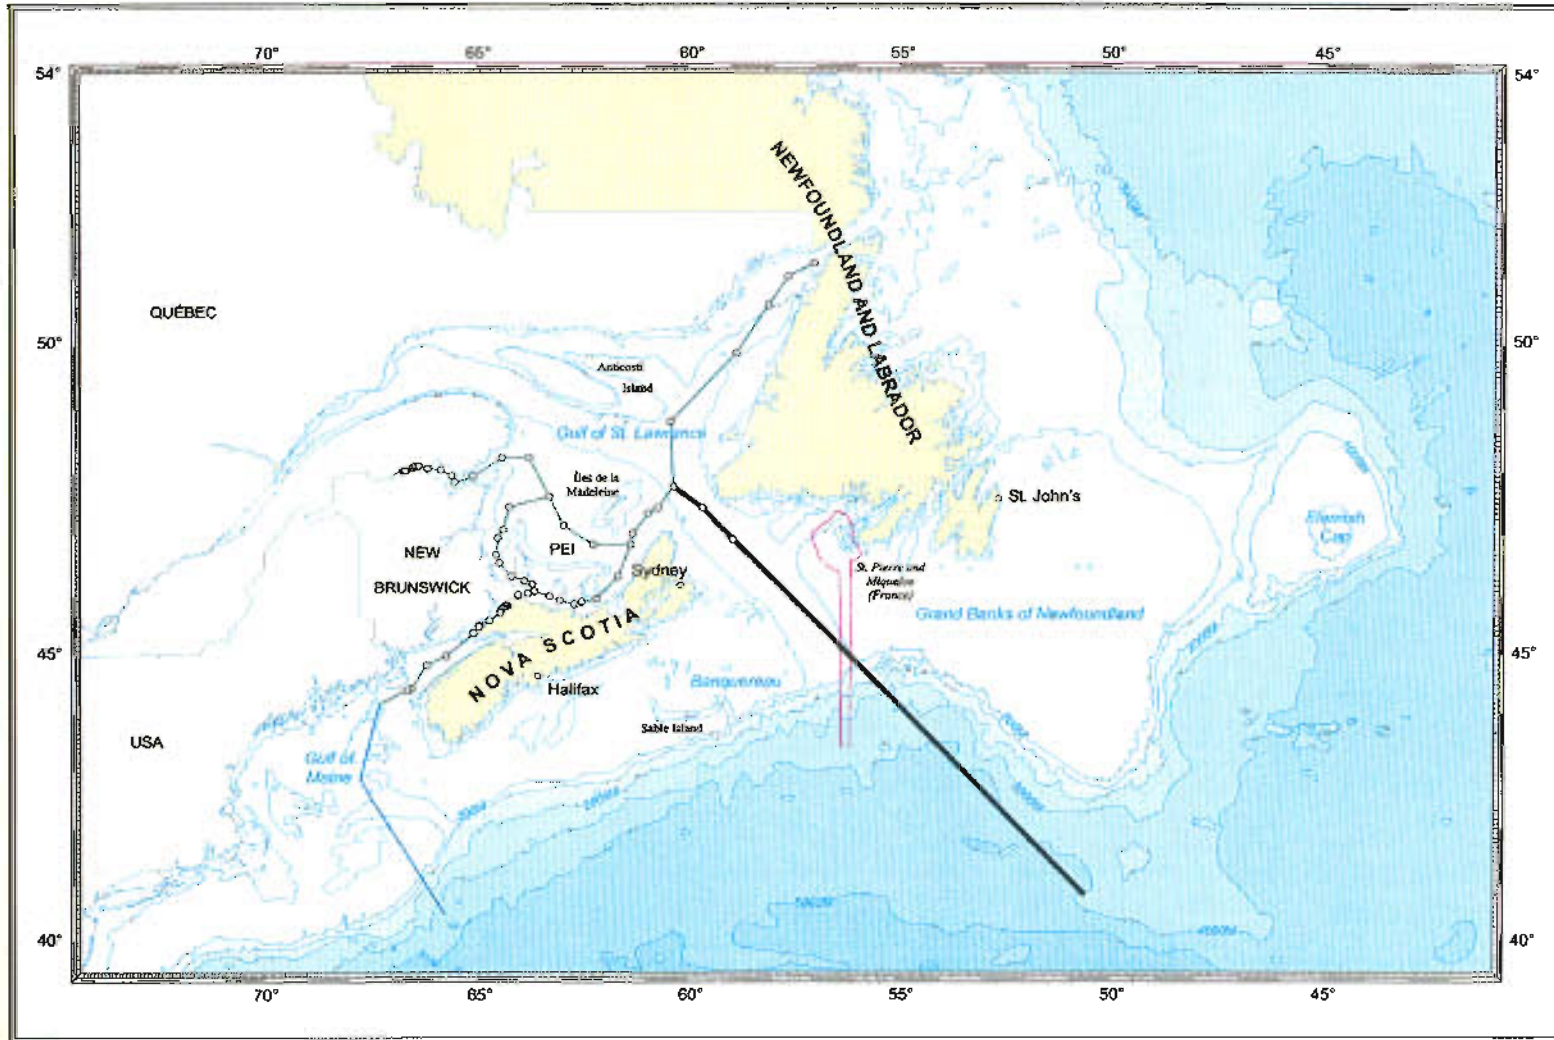 70° 65° 60° 55° 50° 45°
54° 54°
NEWFOUNDLAND AND LABRADOR
QUÉBEC
50° 50°
Anticosti
Island
Gulf of St. Lawrence
Îles de la
Madeleine
St. John's
Flemish
Cap
NEW
BRUNSWICK
PEI
Sydney
St. Pierre and
Miquelon
(France)
Grand Banks of Newfoundland
NOVA SCOTIA
45° 45°
Banquereau
Halifax
Sable Island
USA
Gulf of
Maine
40° 40°
70° 65° 60° 55° 50° 45°